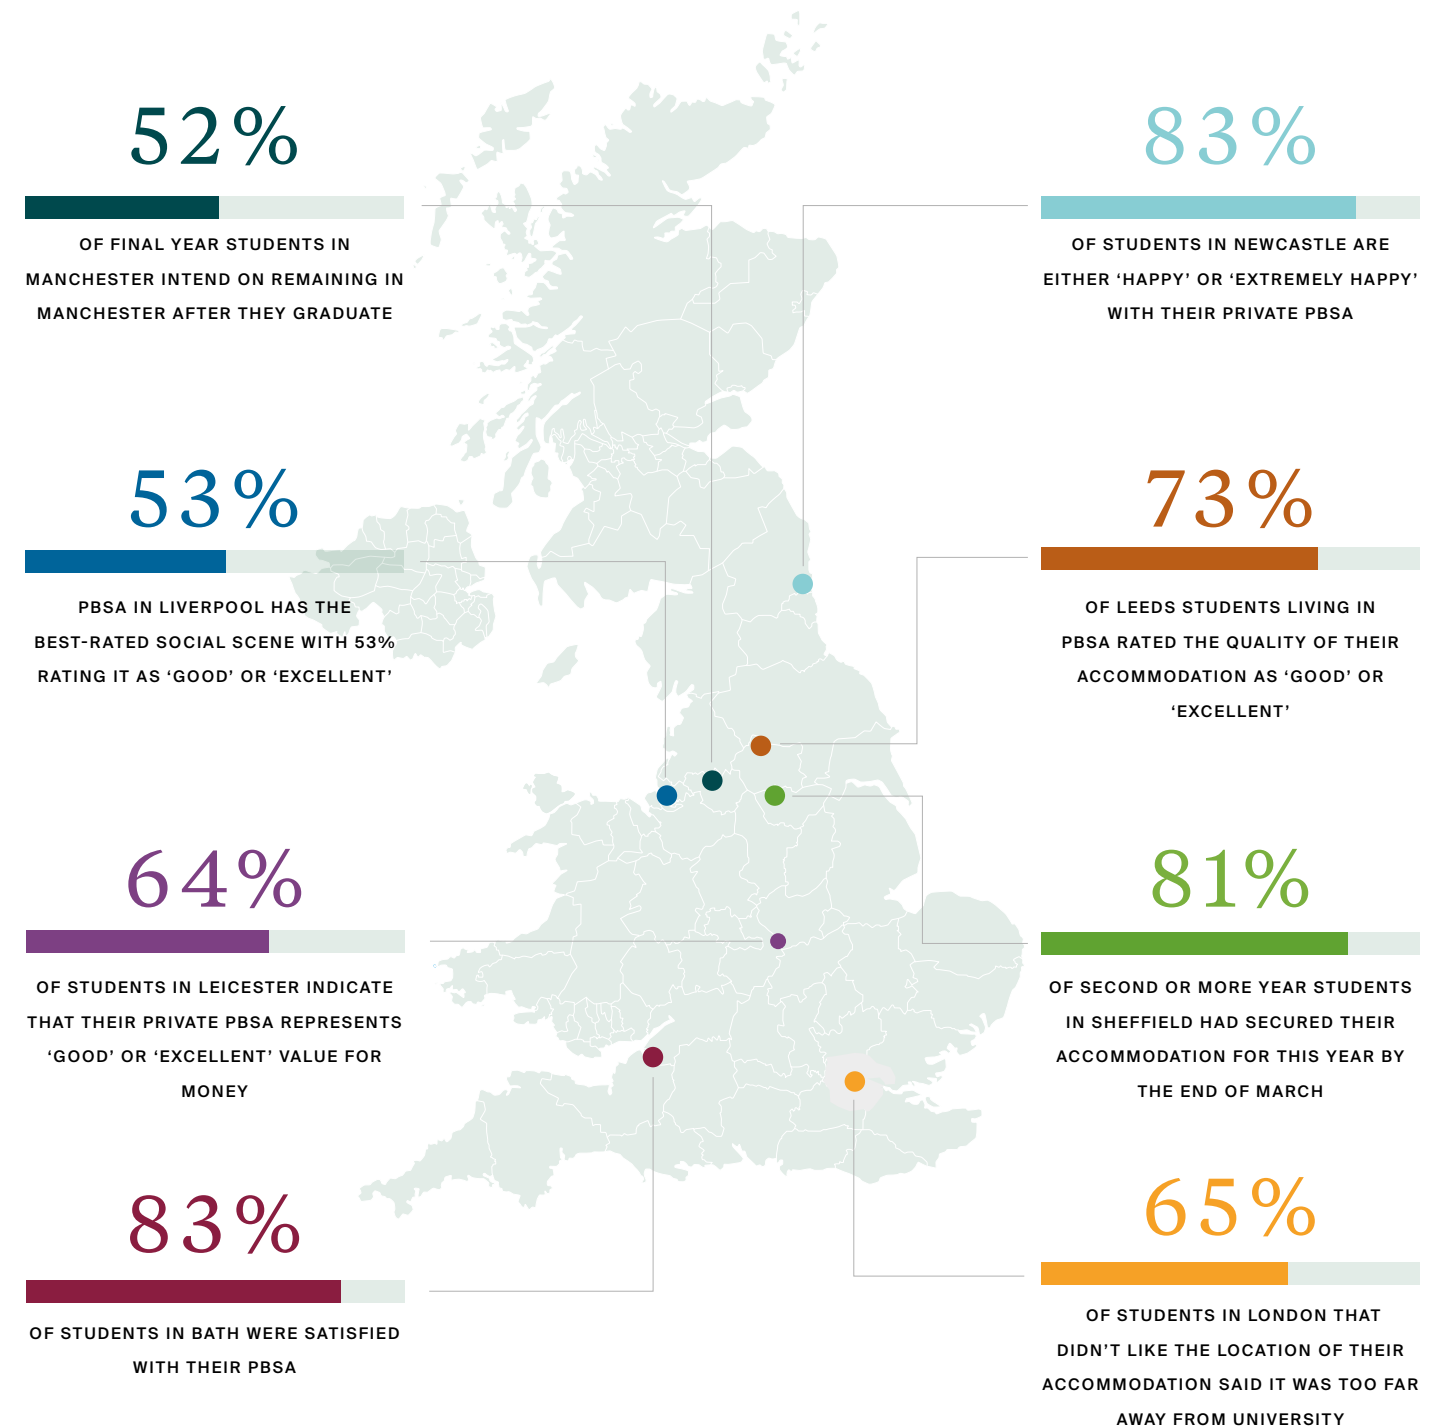 52%
OF FINAL YEAR STUDENTS IN
MANCHESTER INTEND ON REMAINING IN
MANCHESTER AFTER THEY GRADUATE
83%
OF STUDENTS IN NEWCASTLE ARE
EITHER ‘HAPPY’ OR ‘EXTREMELY HAPPY’
WITH THEIR PRIVATE PBSA
53%
PBSA IN LIVERPOOL HAS THE
BEST-RATED SOCIAL SCENE WITH 53%
RATING IT AS ‘GOOD’ OR ‘EXCELLENT’
73%
OF LEEDS STUDENTS LIVING IN
PBSA RATED THE QUALITY OF THEIR
ACCOMMODATION AS ‘GOOD’ OR
‘EXCELLENT’
64%
OF STUDENTS IN LEICESTER INDICATE
THAT THEIR PRIVATE PBSA REPRESENTS
‘GOOD’ OR ‘EXCELLENT’ VALUE FOR
MONEY
81%
OF SECOND OR MORE YEAR STUDENTS
IN SHEFFIELD HAD SECURED THEIR
ACCOMMODATION FOR THIS YEAR BY
THE END OF MARCH
83%
OF STUDENTS IN BATH WERE SATISFIED
WITH THEIR PBSA
65%
OF STUDENTS IN LONDON THAT
DIDN’T LIKE THE LOCATION OF THEIR
ACCOMMODATION SAID IT WAS TOO FAR
AWAY FROM UNIVERSITY